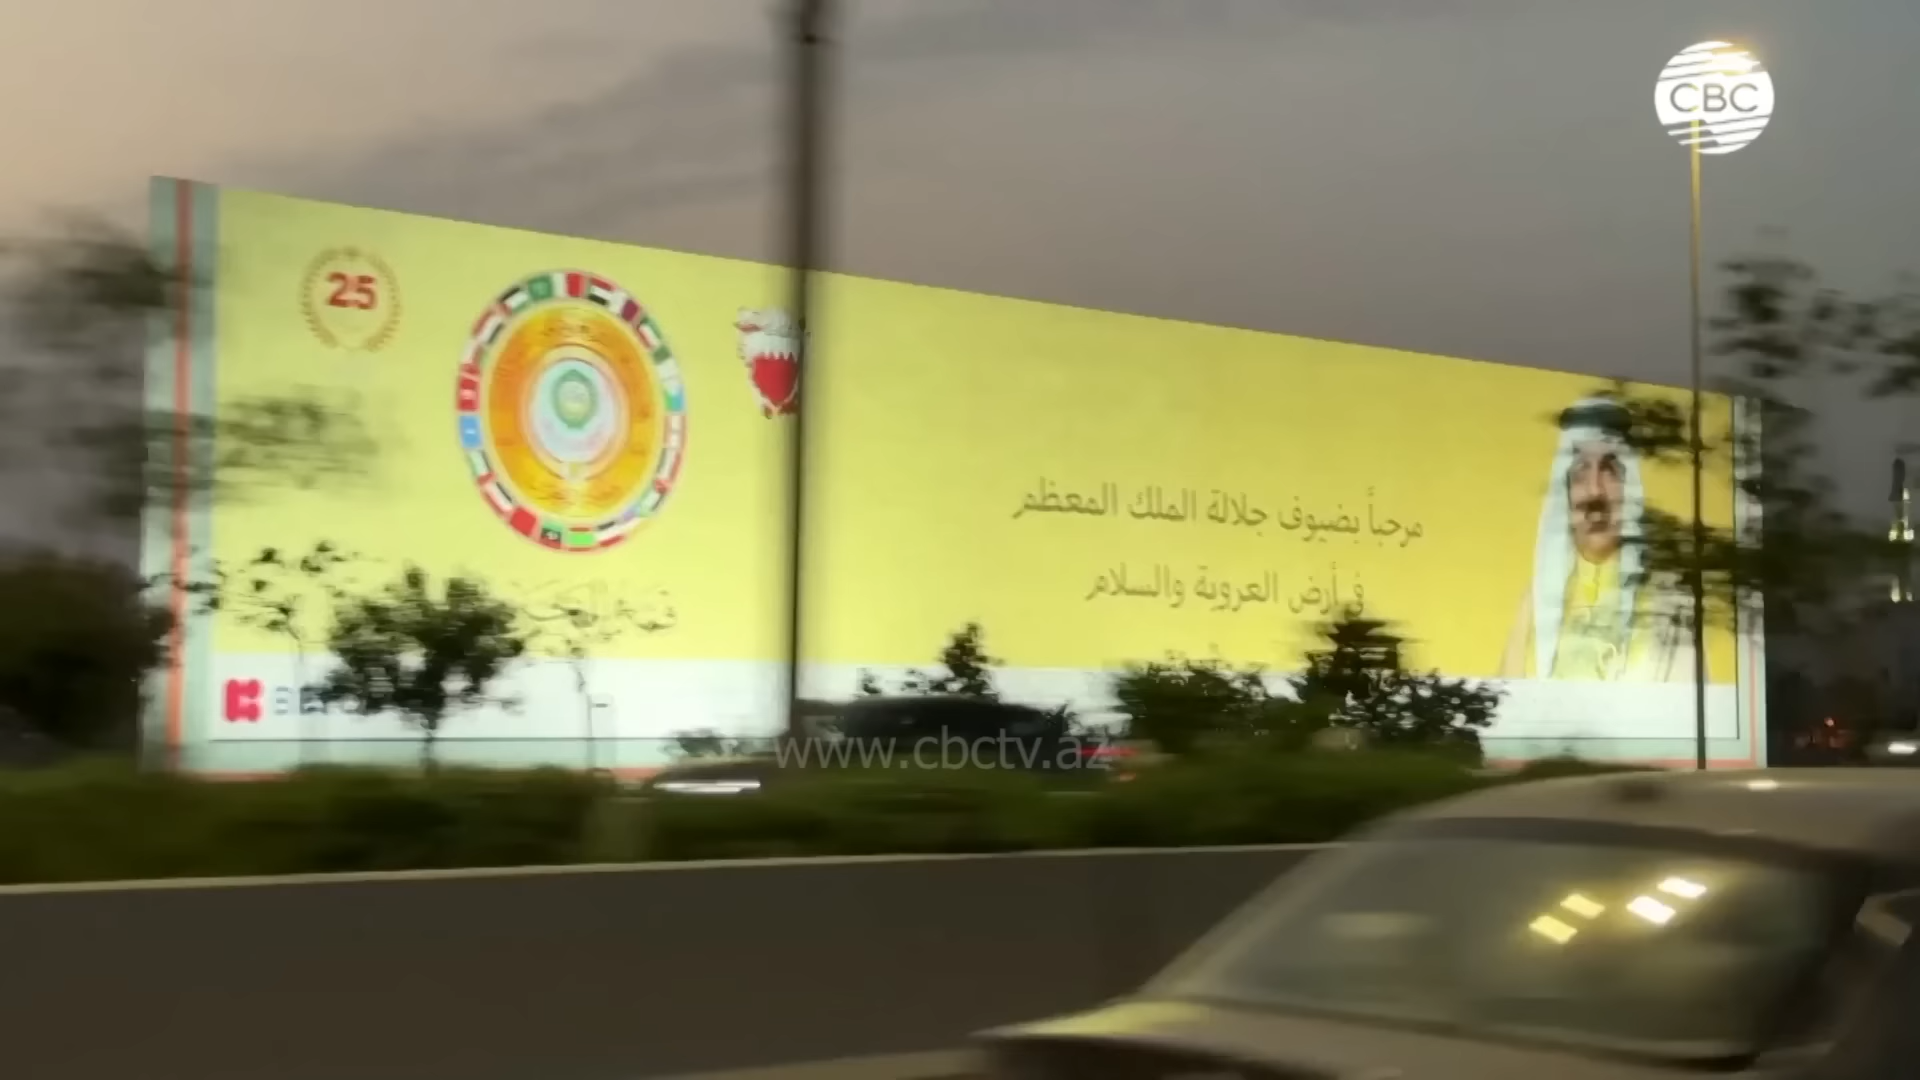 CBC
25
مرحباً بضيوف جلالة الملك المعظم
في أرض العروبة والسلام
www.cbctv.az